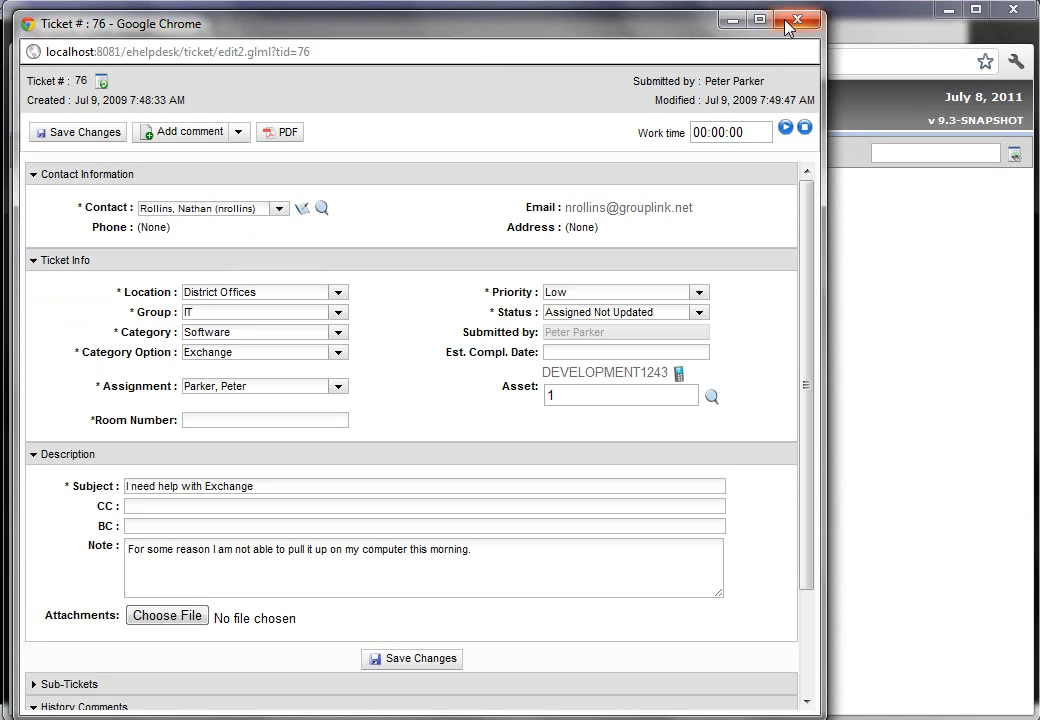 Ticket # : 76 - Google Chrome
localhost:8081/ehelpdesk/ticket/edit2.glml?tid=76
Ticket # : 76
Submitted by : Peter Parker
Created : Jul 9, 2009 7:48:33 AM
Modified : Jul 9, 2009 7:49:47 AM
July 8, 2011
v 9.3-SNAPSHOT
Save Changes
Add comment
PDF
Work time 00:00:00
Contact Information
* Contact : Rollins, Nathan (nrollins)
Email : nrollins@grouplink.net
Phone : (None)
Address : (None)
Ticket Info
* Location : District Offices
* Priority : Low
* Group : IT
* Status : Assigned Not Updated
* Category : Software
Submitted by: Peter Parker
* Category Option : Exchange
Est. Compl. Date:
DEVELOPMENT1243
* Assignment : Parker, Peter
Asset: 1
*Room Number:
Description
* Subject : I need help with Exchange
CC :
BC :
Note : For some reason I am not able to pull it up on my computer this morning.
Attachments: Choose File No file chosen
Save Changes
Sub-Tickets
History Comments